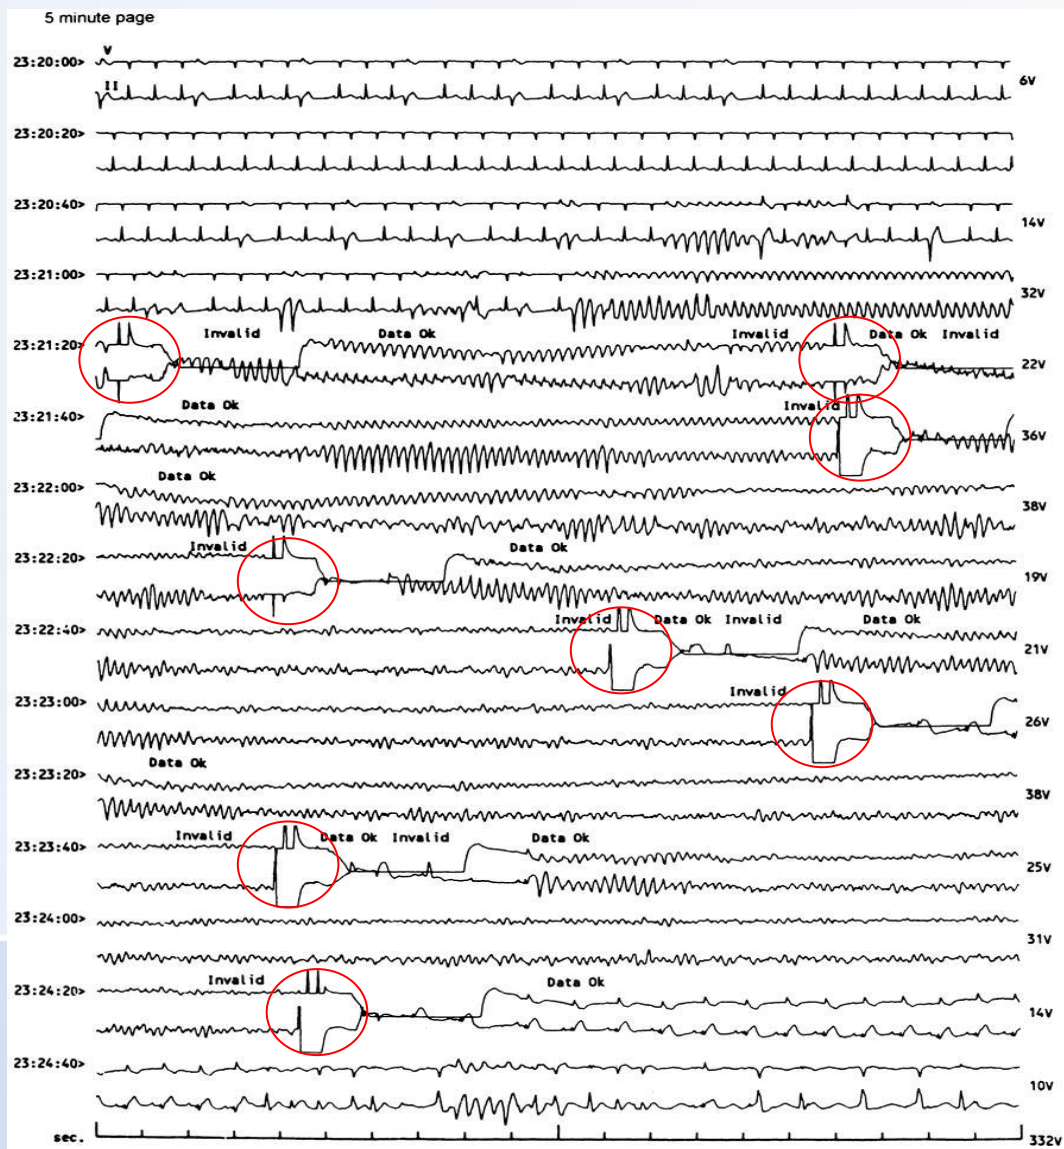 5 minute page
V
23:20:00>
II
6V
23:20:20>
23:20:40>
14V
23:21:00>
32V
Invalid Data Ok Invalid Data Ok Invalid
23:21:20>
22V
Data Ok Invalid
23:21:40>
36V
Data Ok
23:22:00>
38V
Invalid Data Ok
23:22:20>
19V
Invalid Data Ok Invalid Data Ok
23:22:40>
21V
Invalid
23:23:00>
26V
Data Ok
23:23:20>
38V
Invalid Data Ok Invalid Data Ok
23:23:40>
25V
23:24:00>
31V
Invalid Data Ok
23:24:20>
14V
23:24:40>
10V
sec.
332V